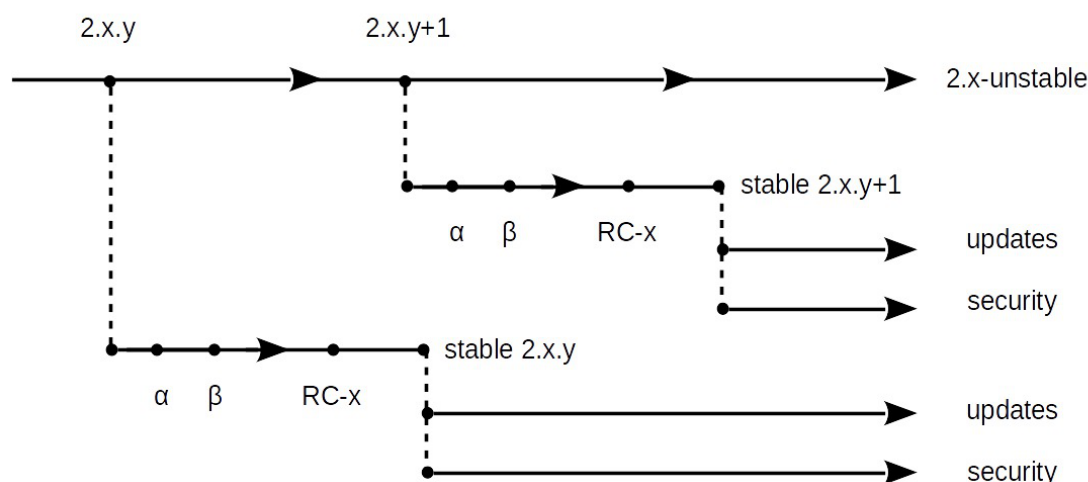 2.x.y
2.x.y+1
2.x-unstable
stable 2.x.y+1
α
β
RC-x
updates
security
stable 2.x.y
α
β
RC-x
updates
security